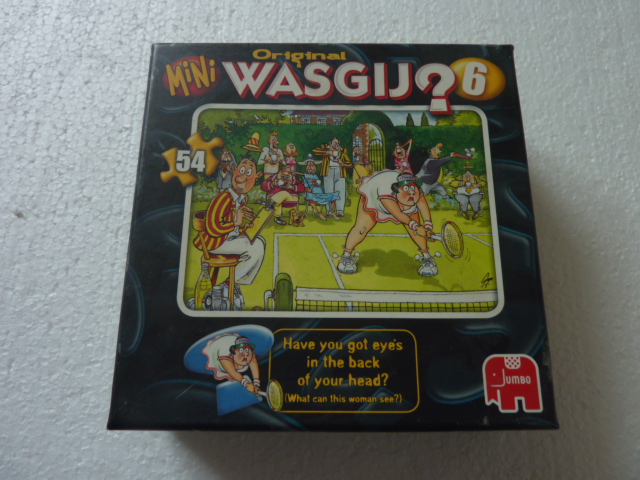 Original
MiNi WASGIJ? 6
54
Have you got eye's
in the back
of your head?
(What can this woman see?)
JUMBO